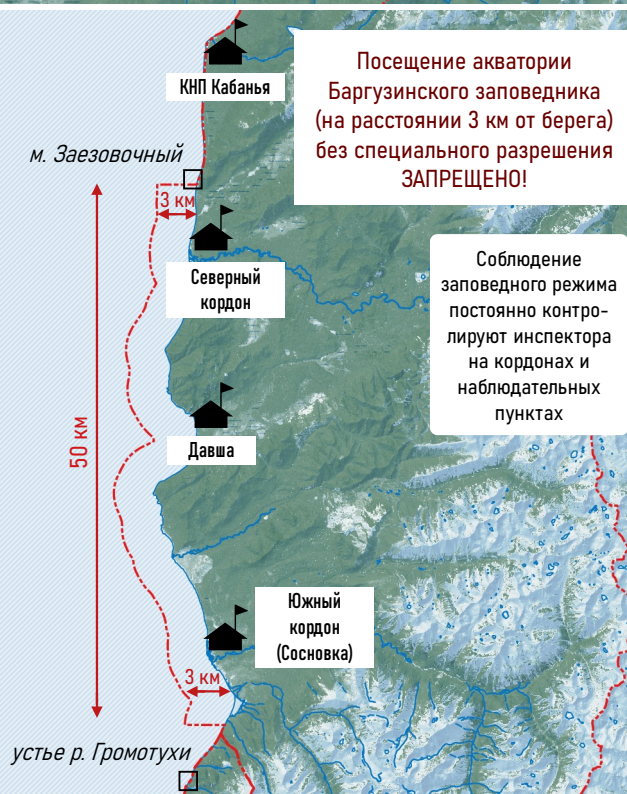 КНП Кабанья
Посещение акватории
Баргузинского заповедника
(на расстоянии 3 км от берега)
без специального разрешения
ЗАПРЕЩЕНО!
м. Заезовочный
3 км
Северный
кордон
Соблюдение
заповедного режима
постоянно контро-
лируют инспектора
на кордонах и
наблюдательных
пунктах
50 км
Давша
Южный
кордон
(Сосновка)
3 км
устье р. Громотухи